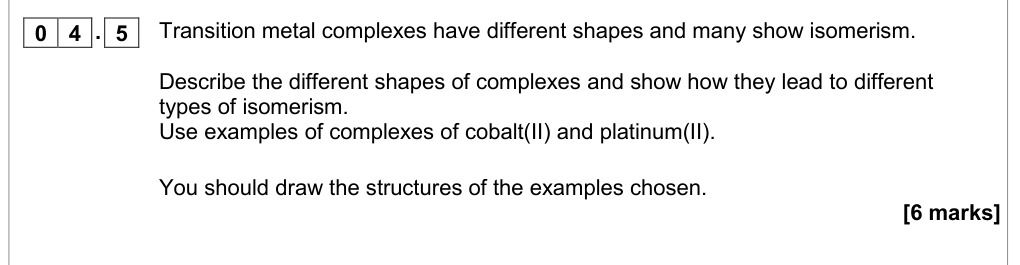 0 4 . 5 Transition metal complexes have different shapes and many show isomerism.
Describe the different shapes of complexes and show how they lead to different
types of isomerism.
Use examples of complexes of cobalt(II) and platinum(II).
You should draw the structures of the examples chosen.
[6 marks]